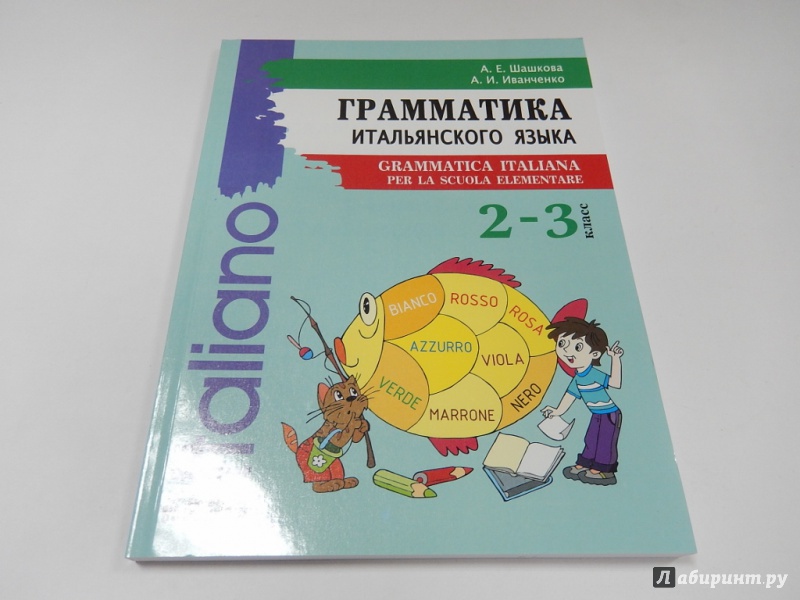 А. Е. Шашкова
А. И. Иванченко
ГРАММАТИКА
ИТАЛЬЯНСКОГО ЯЗЫКА
GRAMMATICA ITALIANA
PER LA SCUOLA ELEMENTARE
2-3
класс
italiano
BIANCO
ROSSO
ROSA
AZZURRO
VIOLA
VERDE
MARRONE
NERO
Лабиринт.ру